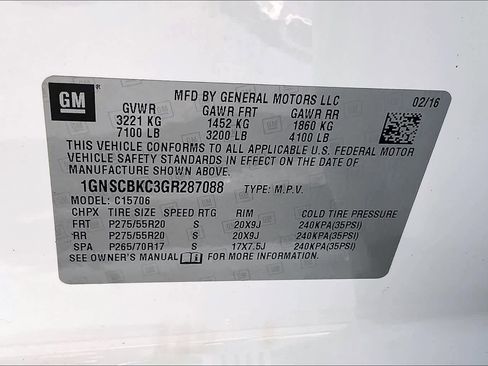 GM
MFD BY GENERAL MOTORS LLC 02/16
GVWR GAWR FRT GAWR RR
3221 KG 1452 KG 1860 KG
7100 LB 3200 LB 4100 LB
THIS VEHICLE CONFORMS TO ALL APPLICABLE U.S. FEDERAL MOTOR
VEHICLE SAFETY STANDARDS IN EFFECT ON THE DATE OF
MANUFACTURE SHOWN ABOVE.
1GNSCBKC3GR287088 TYPE: M.P.V.
MODEL: C15706
CHPX TIRE SIZE SPEED RTG RIM COLD TIRE PRESSURE
FRT P275/55R20 S 20X9J 240KPA(35PSI)
RR P275/55R20 S 20X9J 240KPA(35PSI)
SPA P265/70R17 S 17X7.5J 240KPA(35PSI)
SEE OWNER'S MANUAL FOR MORE INFORMATION.